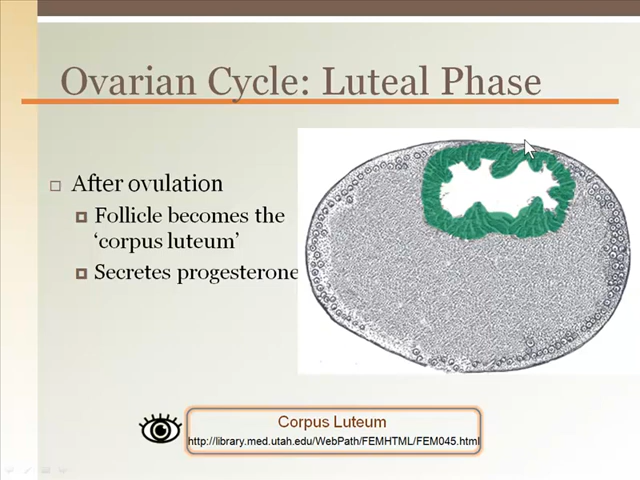 Ovarian Cycle: Luteal Phase
After ovulation
Follicle becomes the
‘corpus luteum’
Secretes progesterone
Corpus Luteum
http://library.med.utah.edu/WebPath/FEMHTML/FEM045.html